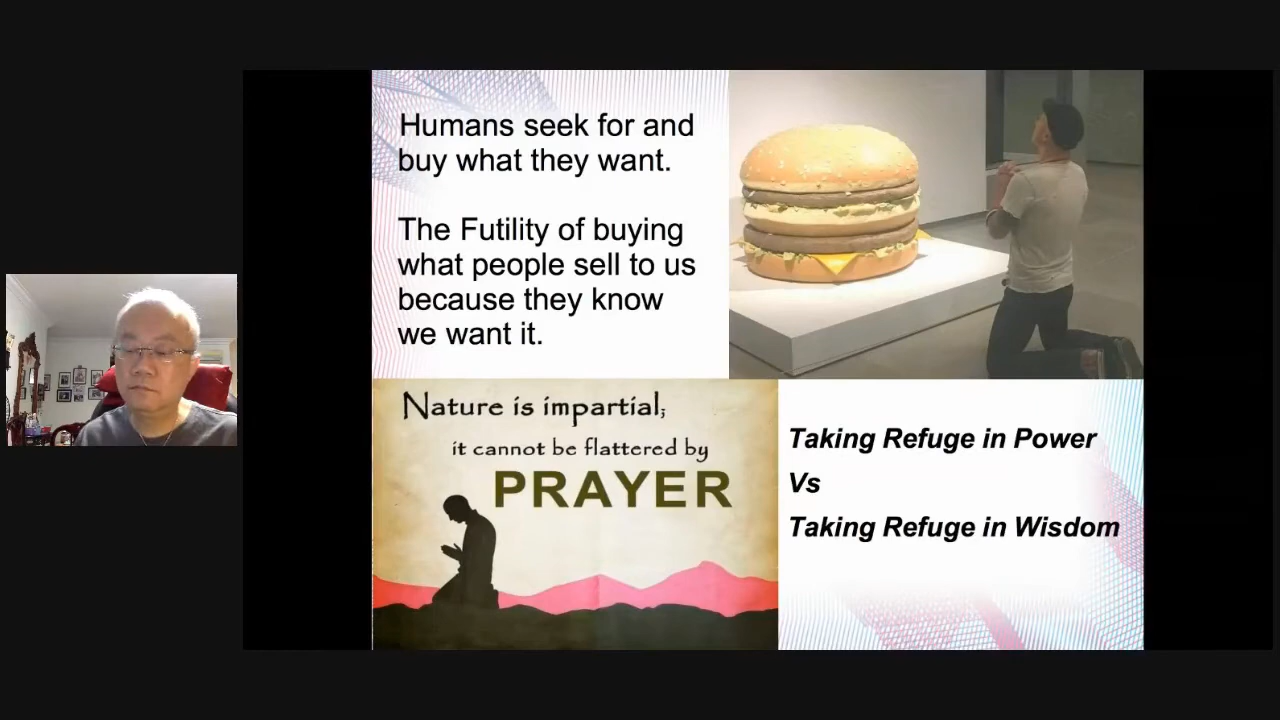 Humans seek for and
buy what they want.
The Futility of buying
what people sell to us
because they know
we want it.
Nature is impartial;
it cannot be flattered by
PRAYER
Taking Refuge in Power
Vs
Taking Refuge in Wisdom